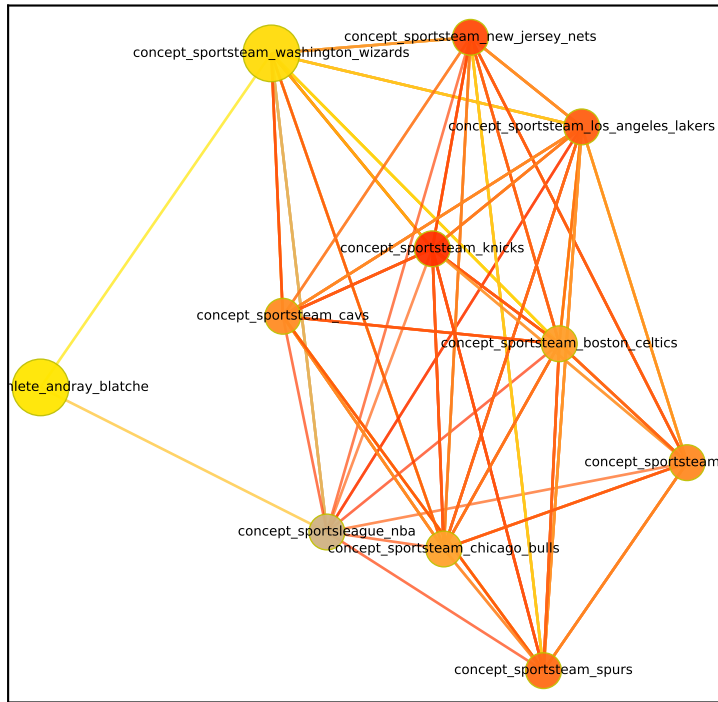 concept_sportsteam_new_jersey_nets
concept_sportsteam_washington_wizards
concept_sportsteam_los_angeles_lakers
concept_sportsteam_knicks
concept_sportsteam_cavs
concept_sportsteam_boston_celtics
hlete_andray_blatche
concept_sportsteam
concept_sportsleague_nba
concept_sportsteam_chicago_bulls
concept_sportsteam_spurs